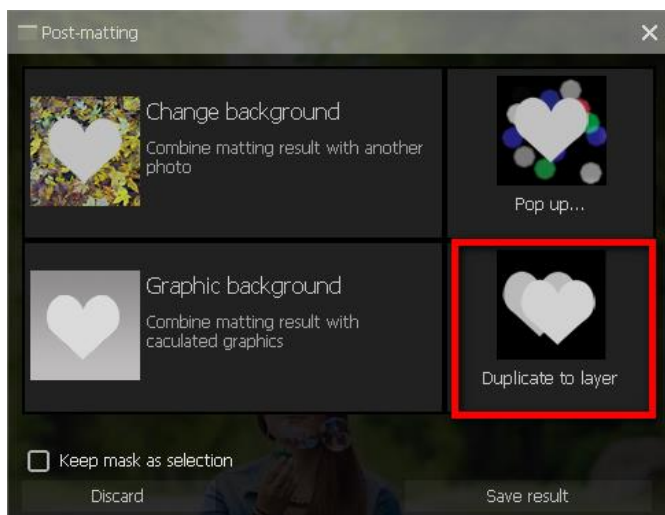 Post-matting
Change background
Combine matting result with another
photo
Pop up...
Graphic background
Combine matting result with
caculated graphics
Duplicate to layer
Keep mask as selection
Discard
Save result